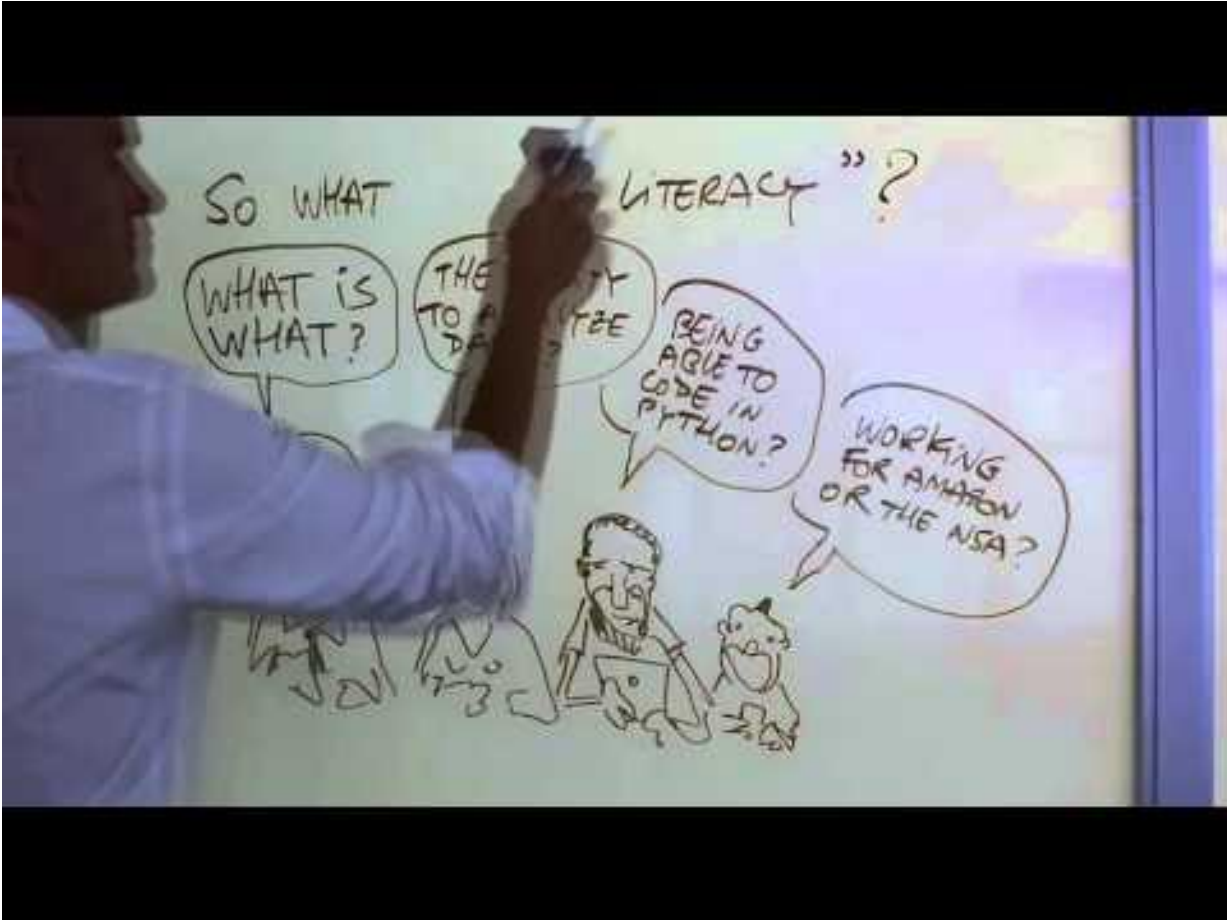 SO WHAT LITERACY"?
WHAT iS
WHAT?
THE
TO
BEING
ABLE TO
CODE IN
PYTHON?
WORKING
FOR AMAZON
OR THE NSA?